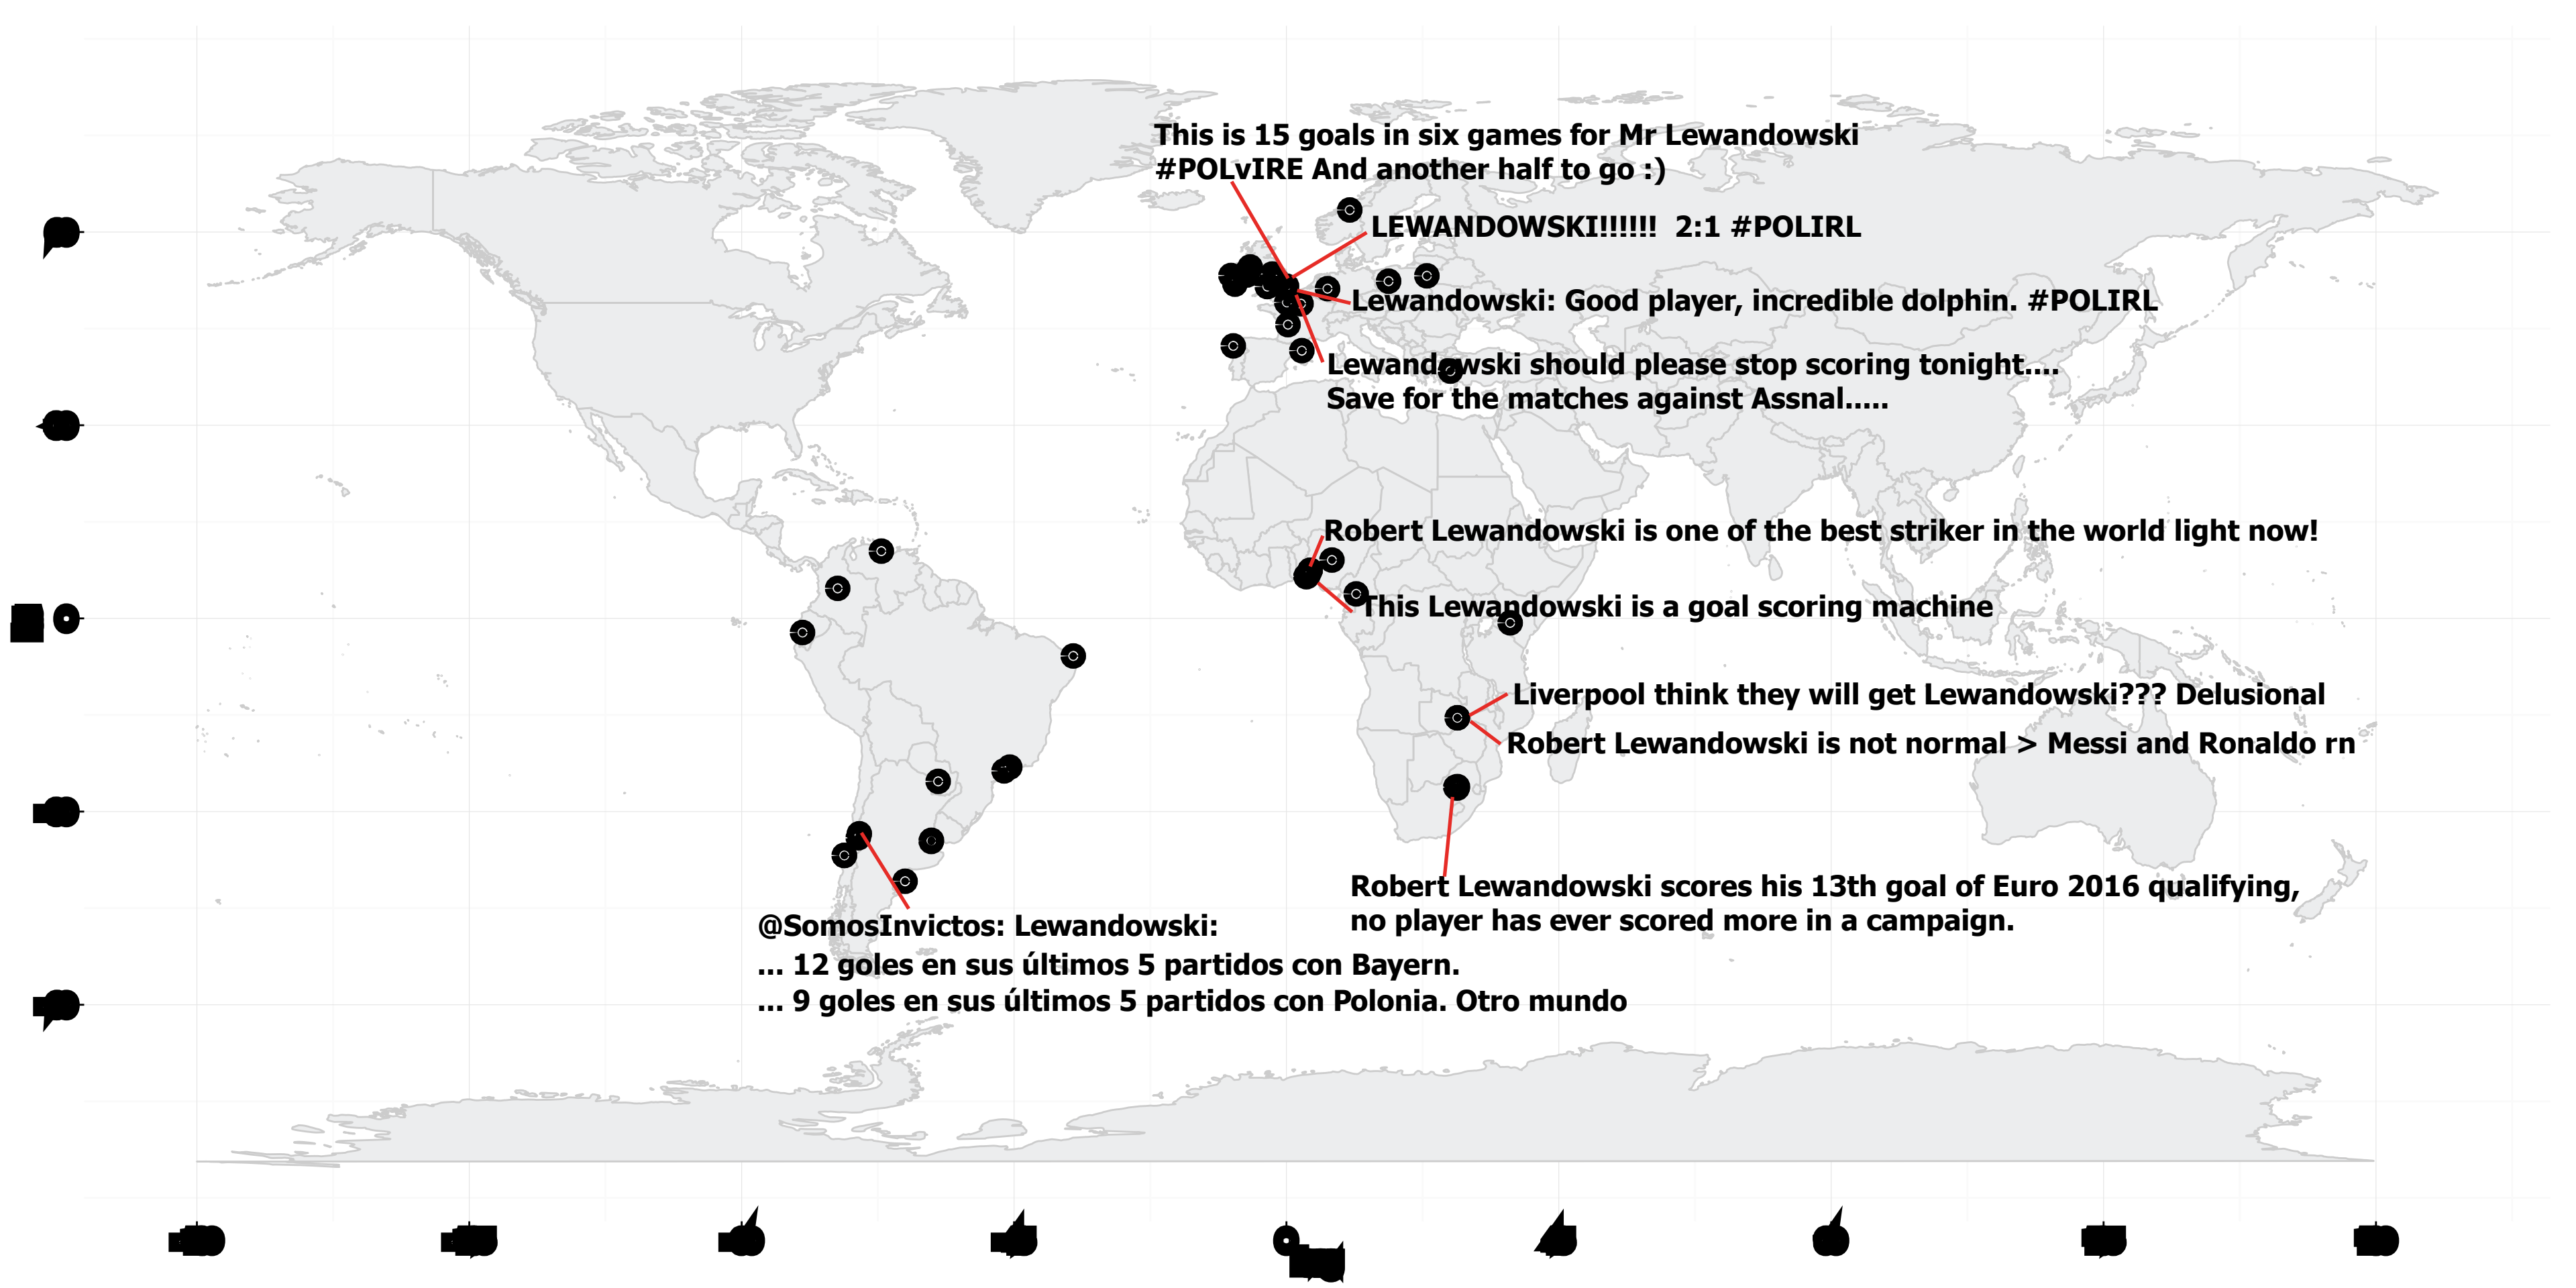 This is 15 goals in six games for Mr Lewandowski
#POLvIRE And another half to go :)
LEWANDOWSKI!!!!!!  2:1 #POLIRL
Lewandowski: Good player, incredible dolphin. #POLIRL
Lewandowski should please stop scoring tonight....
Save for the matches against Assnal.....
Robert Lewandowski is one of the best striker in the world light now!
This Lewandowski is a goal scoring machine
Liverpool think they will get Lewandowski??? Delusional
Robert Lewandowski is not normal > Messi and Ronaldo rn
Robert Lewandowski scores his 13th goal of Euro 2016 qualifying,
no player has ever scored more in a campaign.
@SomosInvictos: Lewandowski:
... 12 goles en sus últimos 5 partidos con Bayern.
... 9 goles en sus últimos 5 partidos con Polonia. Otro mundo
0
0